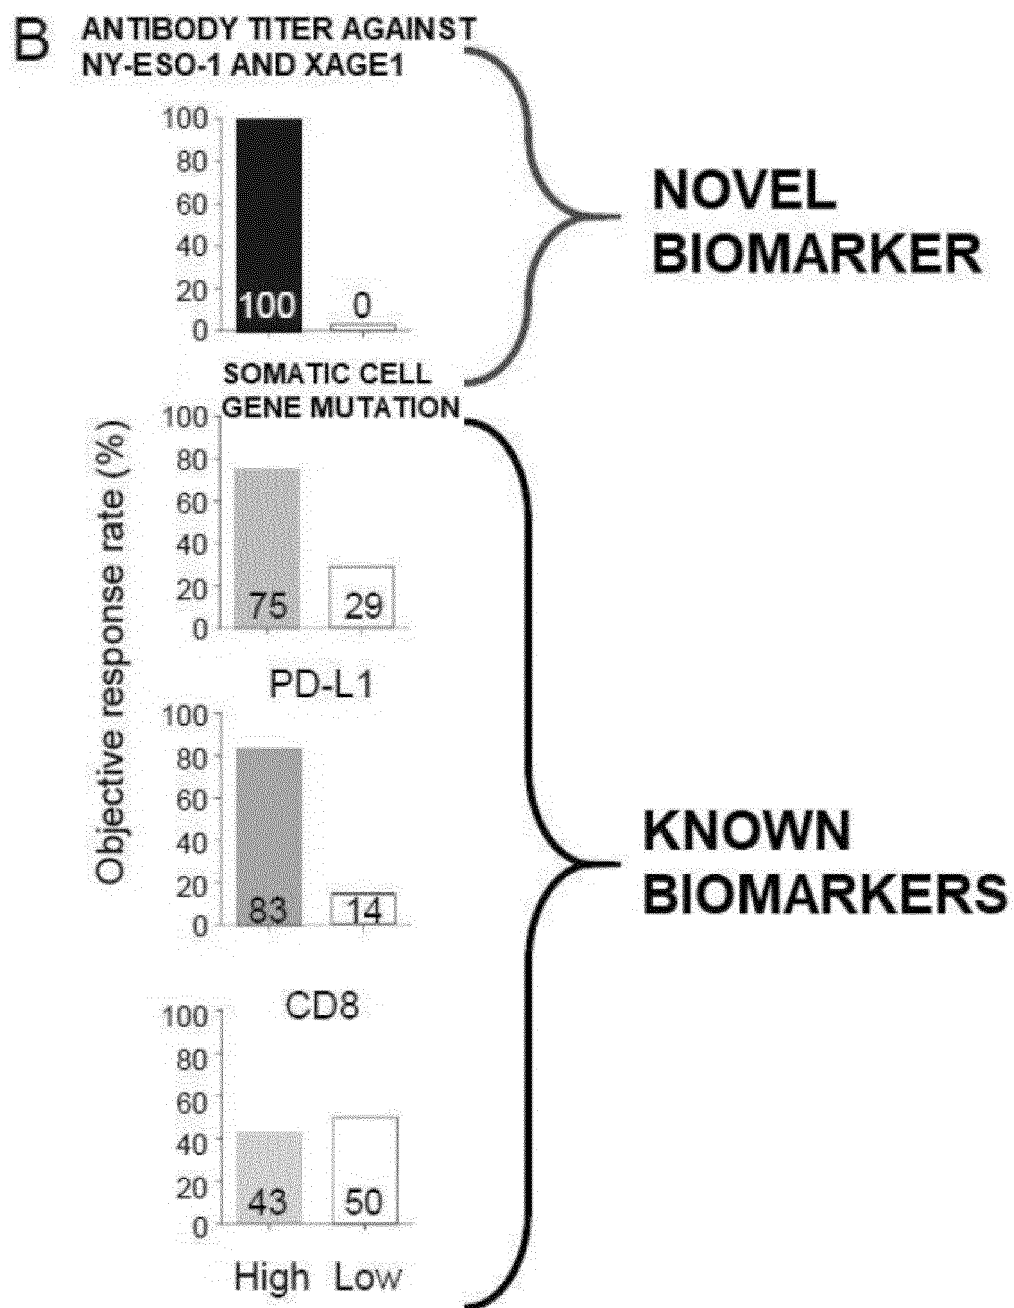 B
ANTIBODY TITER AGAINST
NY-ESO-1 AND XAGE1
100
80
60
40
20
0
100
0
NOVEL
BIOMARKER
Objective response rate (%)
SOMATIC CELL
GENE MUTATION
100
80
60
40
20
0
75
29
PD-L1
100
80
60
40
20
0
83
14
KNOWN
BIOMARKERS
CD8
100
80
60
40
20
0
43
50
High
Low